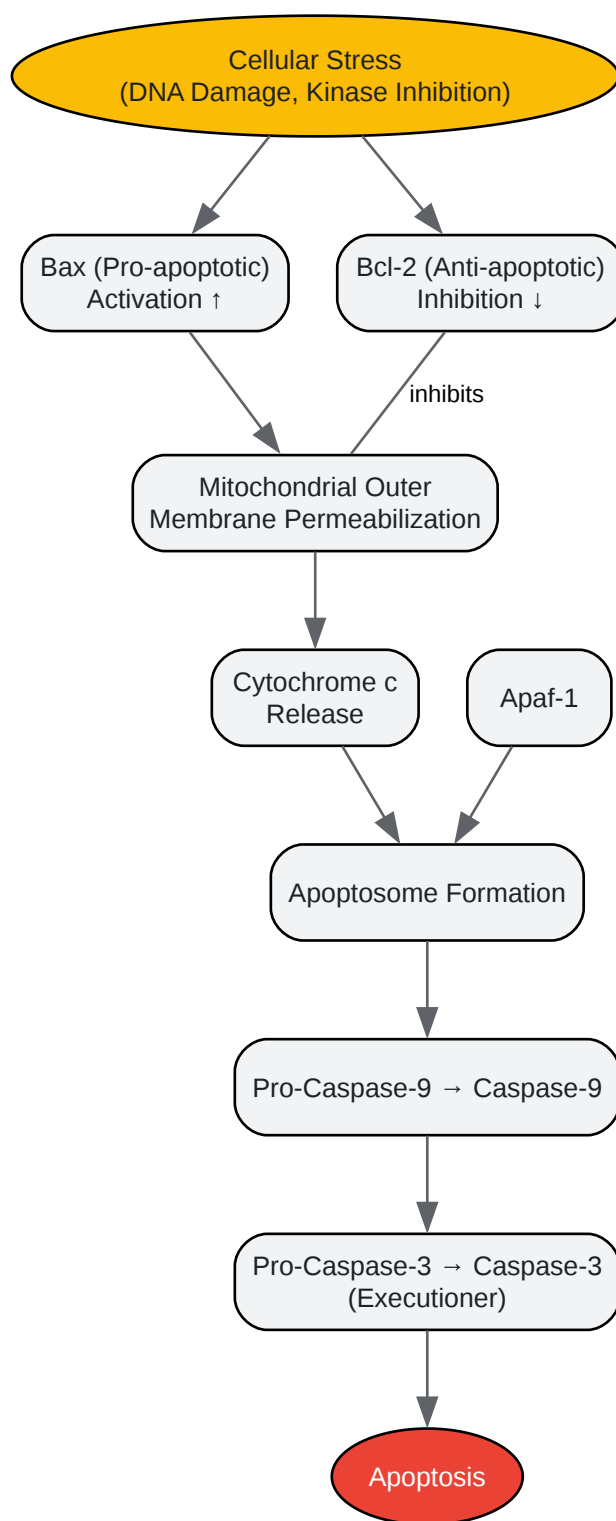 Cellular Stress
(DNA Damage, Kinase Inhibition)
Bax (Pro-apoptotic)
Activation ↑
Bcl-2 (Anti-apoptotic)
Inhibition ↓
inhibits
Mitochondrial Outer
Membrane Permeabilization
Cytochrome c
Release
Apaf-1
Apoptosome Formation
Pro-Caspase-9 → Caspase-9
Pro-Caspase-3 → Caspase-3
(Executioner)
Apoptosis